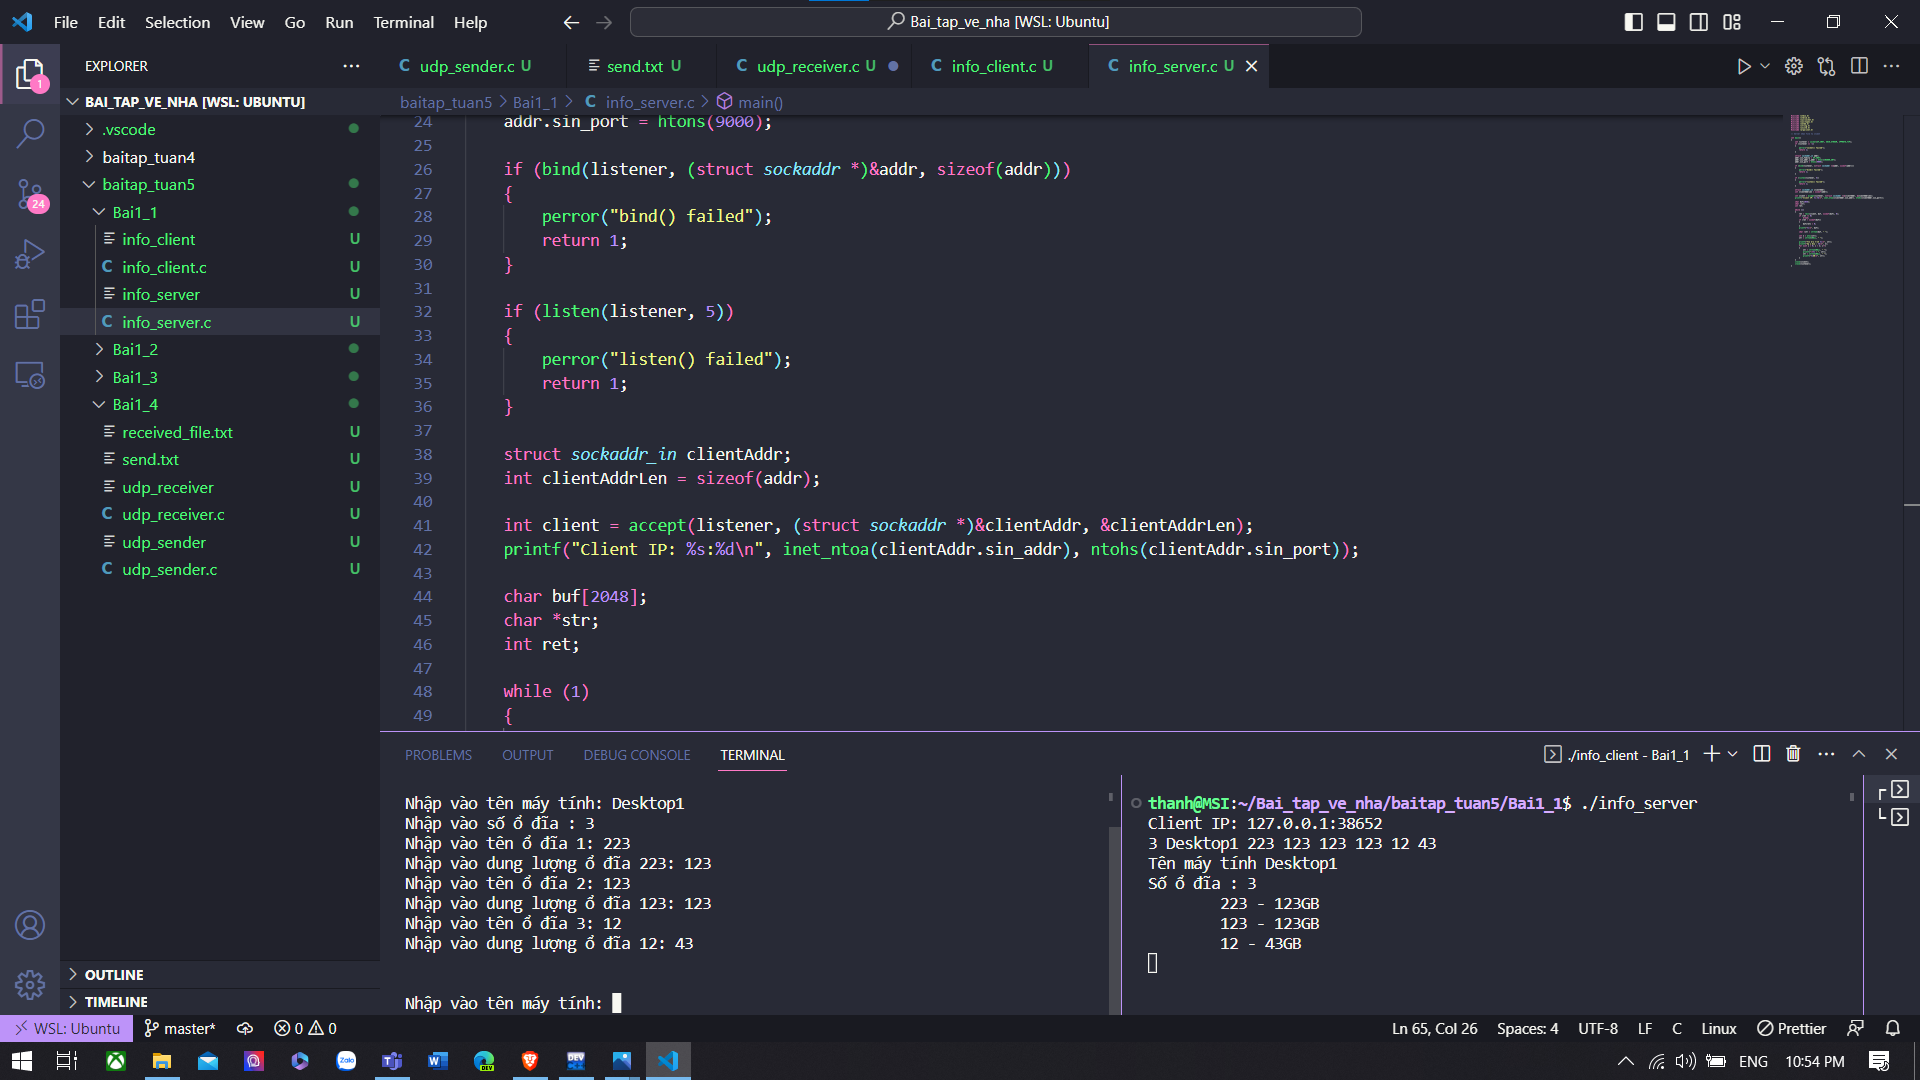 File Edit Selection View Go Run Terminal Help
Bai_tap_ve_nha [WSL: Ubuntu]
EXPLORER
BAI_TAP_VE_NHA [WSL: UBUNTU]
.vscode
baitap_tuan4
baitap_tuan5
Bai1_1
info_client U
info_client.c U
info_server U
info_server.c U
Bai1_2
Bai1_3
Bai1_4
received_file.txt U
send.txt U
udp_receiver U
udp_receiver.c U
udp_sender U
udp_sender.c U
OUTLINE
TIMELINE
1
24
udp_sender.c U send.txt U udp_receiver.c U info_client.c U info_server.c U
baitap_tuan5 > Bai1_1 > C info_server.c > main()
24 addr.sin_port = htons(9000);
25
26 if (bind(listener, (struct sockaddr *)&addr, sizeof(addr)))
27 {
28 perror("bind() failed");
29 return 1;
30 }
31
32 if (listen(listener, 5))
33 {
34 perror("listen() failed");
35 return 1;
36 }
37
38 struct sockaddr_in clientAddr;
39 int clientAddrLen = sizeof(addr);
40
41 int client = accept(listener, (struct sockaddr *)&clientAddr, &clientAddrLen);
42 printf("Client IP: %s:%d\n", inet_ntoa(clientAddr.sin_addr), ntohs(clientAddr.sin_port));
43
44 char buf[2048];
45 char *str;
46 int ret;
47
48 while (1)
49 {
PROBLEMS OUTPUT DEBUG CONSOLE TERMINAL
./info_client - Bai1_1
Nhập vào tên máy tính: Desktop1
Nhập vào số ổ đĩa : 3
Nhập vào tên ổ đĩa 1: 223
Nhập vào dung lượng ổ đĩa 223: 123
Nhập vào tên ổ đĩa 2: 123
Nhập vào dung lượng ổ đĩa 123: 123
Nhập vào tên ổ đĩa 3: 12
Nhập vào dung lượng ổ đĩa 12: 43
Nhập vào tên máy tính:
thanh@MSI:~/Bai_tap_ve_nha/baitap_tuan5/Bai1_1$ ./info_server
Client IP: 127.0.0.1:38652
3 Desktop1 223 123 123 123 12 43
Tên máy tính Desktop1
Số ổ đĩa : 3
223 - 123GB
123 - 123GB
12 - 43GB
WSL: Ubuntu master* 0 0 Ln 65, Col 26 Spaces: 4 UTF-8 LF C Linux Prettier
ENG 10:54 PM